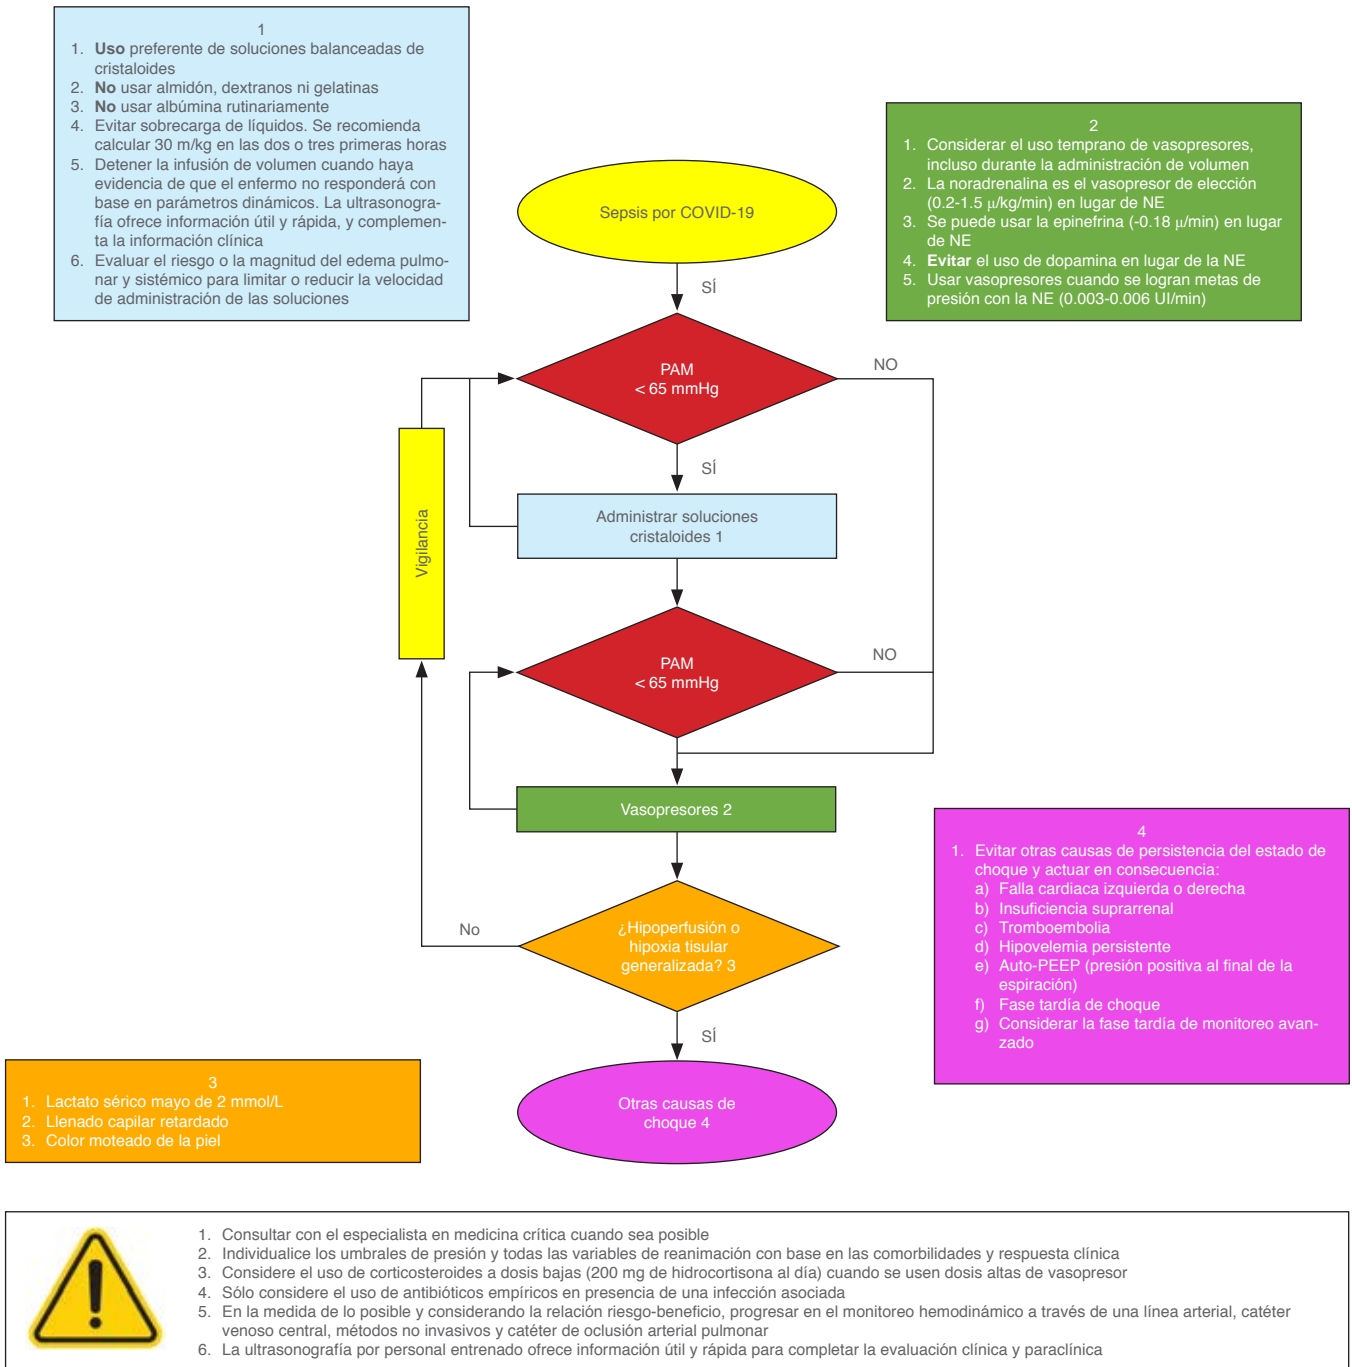 1
1. Uso preferente de soluciones balanceadas de
cristaloides
2. No usar almidón, dextranos ni gelatinas
3. No usar albúmina rutinariamente
4. Evitar sobrecarga de líquidos. Se recomienda
calcular 30 m/kg en las dos o tres primeras horas
5. Detener la infusión de volumen cuando haya
evidencia de que el enfermo no responderá con
base en parámetros dinámicos. La ultrasonogra-
fía ofrece información útil y rápida, y complemen-
ta la información clínica
6. Evaluar el riesgo o la magnitud del edema pulmo-
nar y sistémico para limitar o reducir la velocidad
de administración de las soluciones
2
1. Considerar el uso temprano de vasopresores,
incluso durante la administración de volumen
2. La noradrenalina es el vasopresor de elección
(0.2-1.5 µ/kg/min) en lugar de NE
3. Se puede usar la epinefrina (-0.18 µ/min) en lugar
de NE
4. Evitar el uso de dopamina en lugar de la NE
5. Usar vasopresores cuando se logran metas de
presión con la NE (0.003-0.006 UI/min)
Sepsis por COVID-19
SÍ
PAM
< 65 mmHg
NO
SÍ
Administrar soluciones
cristaloides 1
Vigilancia
PAM
< 65 mmHg
NO
Vasopresores 2
¿Hipoperfusión o
hipoxia tisular
generalizada? 3
No
SÍ
Otras causas de
choque 4
4
1. Evitar otras causas de persistencia del estado de
choque y actuar en consecuencia:
a) Falla cardiaca izquierda o derecha
b) Insuficiencia suprarrenal
c) Tromboembolia
d) Hipovelemia persistente
e) Auto-PEEP (presión positiva al final de la
espiración)
f) Fase tardía de choque
g) Considerar la fase tardía de monitoreo avan-
zado
3
1. Lactato sérico mayo de 2 mmol/L
2. Llenado capilar retardado
3. Color moteado de la piel
1. Consultar con el especialista en medicina crítica cuando sea posible
2. Individualice los umbrales de presión y todas las variables de reanimación con base en las comorbilidades y respuesta clínica
3. Considere el uso de corticosteroides a dosis bajas (200 mg de hidrocortisona al día) cuando se usen dosis altas de vasopresor
4. Sólo considere el uso de antibióticos empíricos en presencia de una infección asociada
5. En la medida de lo posible y considerando la relación riesgo-beneficio, progresar en el monitoreo hemodinámico a través de una línea arterial, catéter
venoso central, métodos no invasivos y catéter de oclusión arterial pulmonar
6. La ultrasonografía por personal entrenado ofrece información útil y rápida para completar la evaluación clínica y paraclínica